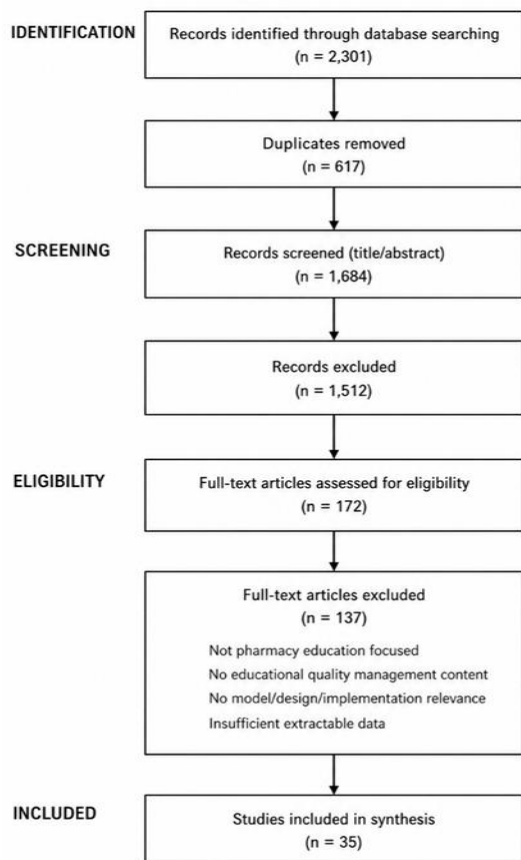 IDENTIFICATION
Records identified through database searching
(n = 2,301)
Duplicates removed
(n = 617)
SCREENING
Records screened (title/abstract)
(n = 1,684)
Records excluded
(n = 1,512)
ELIGIBILITY
Full-text articles assessed for eligibility
(n = 172)
Full-text articles excluded
(n = 137)
Not pharmacy education focused
No educational quality management content
No model/design/implementation relevance
Insufficient extractable data
INCLUDED
Studies included in synthesis
(n = 35)